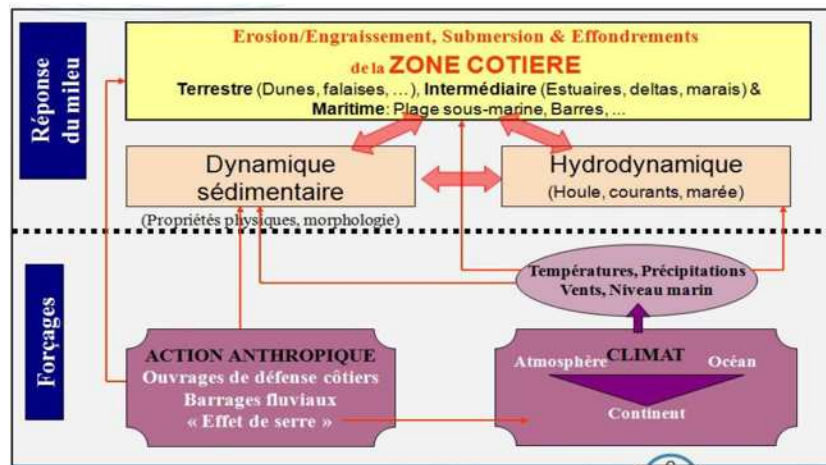 Erosion/Engraissement, Submersion & Effondrements
de la ZONE COTIERE
Terrestre (Dunes, falaises, …), Intermédiaire (Estuaires, deltas, marais) &
Maritime: Plage sous-marine, Barres, ...
Réponse
du mileu
Dynamique
sédimentaire
(Propriétés physiques, morphologie)
Hydrodynamique
(Houle, courants, marée)
Températures, Précipitations
Vents, Niveau marin
Forçages
ACTION ANTHROPIQUE
Ouvrages de défense côtiers
Barrages fluviaux
« Effet de serre »
CLIMAT
Atmosphère
Océan
Continent